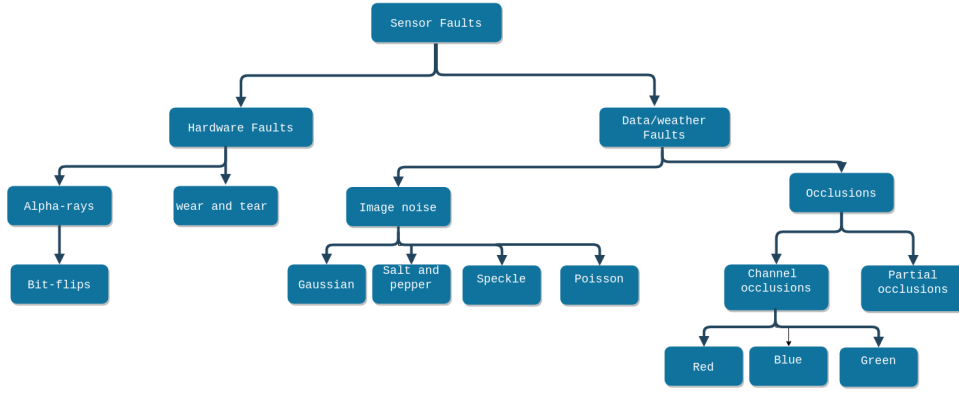 Sensor Faults
Hardware Faults
Data/weather
Faults
Alpha-rays
wear and tear
Image noise
Occlusions
Bit-flips
Gaussian
Salt and
pepper
Speckle
Poisson
Channel
occlusions
Partial
occlusions
Red
Blue
Green